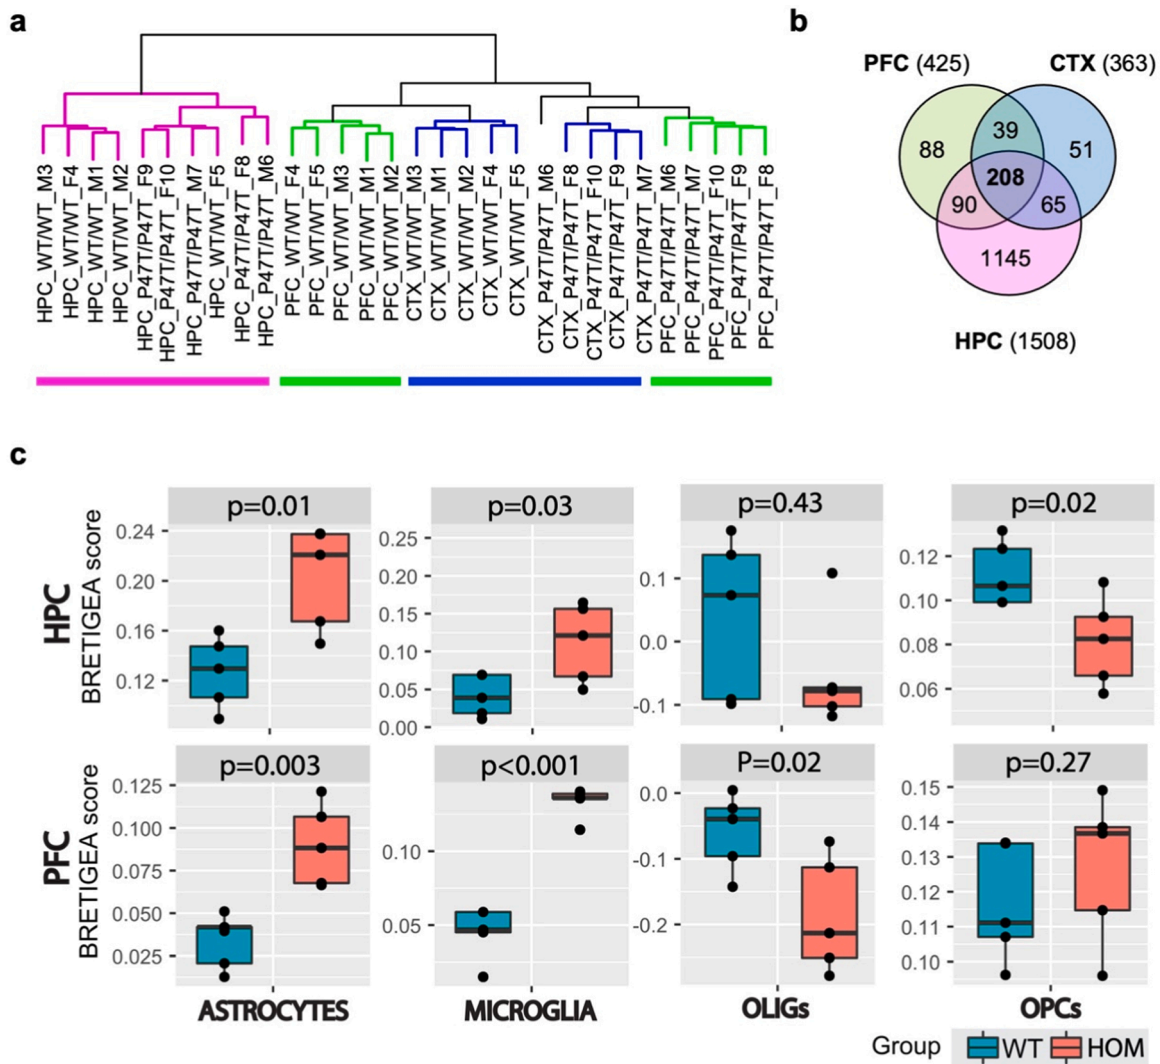 a
HPC_WT/WT_M3
HPC_WT/WT_F4
HPC_WT/WT_M1
HPC_WT/WT_M2
HPC_P47T/P47T_F9
HPC_P47T/P47T_F10
HPC_P47T/P47T_M7
HPC_WT/WT_F5
HPC_P47T/P47T_F8
HPC_P47T/P47T_M6
PFC_WT/WT_F4
PFC_WT/WT_F5
PFC_WT/WT_M3
PFC_WT/WT_M1
PFC_WT/WT_M2
CTX_WT/WT_M3
CTX_WT/WT_M1
CTX_WT/WT_M2
CTX_WT/WT_F4
CTX_WT/WT_F5
CTX_P47T/P47T_M6
CTX_P47T/P47T_F8
CTX_P47T/P47T_F10
CTX_P47T/P47T_F9
CTX_P47T/P47T_M7
PFC_P47T/P47T_M6
PFC_P47T/P47T_M7
PFC_P47T/P47T_F10
PFC_P47T/P47T_F9
PFC_P47T/P47T_F8
b
PFC (425)
CTX (363)
88
39
51
208
90
65
1145
HPC (1508)
c
HPC
BRETIGEA score
p=0.01
0.24
0.20
0.16
0.12
p=0.03
0.25
0.20
0.15
0.10
0.05
0.00
p=0.43
0.1
0.0
-0.1
p=0.02
0.12
0.10
0.08
0.06
PFC
BRETIGEA score
p=0.003
0.125
0.100
0.075
0.050
0.025
ASTROCYTES
p<0.001
0.10
0.05
MICROGLIA
P=0.02
0.0
-0.1
-0.2
OLIGs
p=0.27
0.15
0.14
0.13
0.12
0.11
0.10
OPCs
Group WT HOM